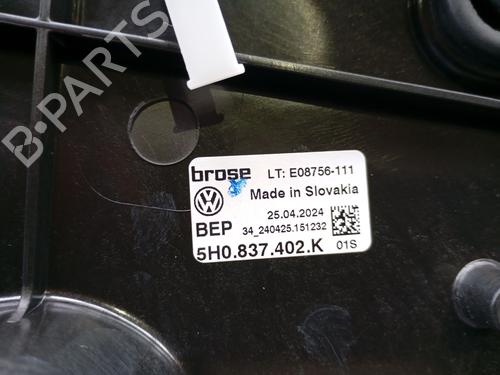 B-PARTS
brose LT: E08756-111
Made in Slovakia
25.04.2024
BEP 34_240425.151232
5H0.837.402.K 01S